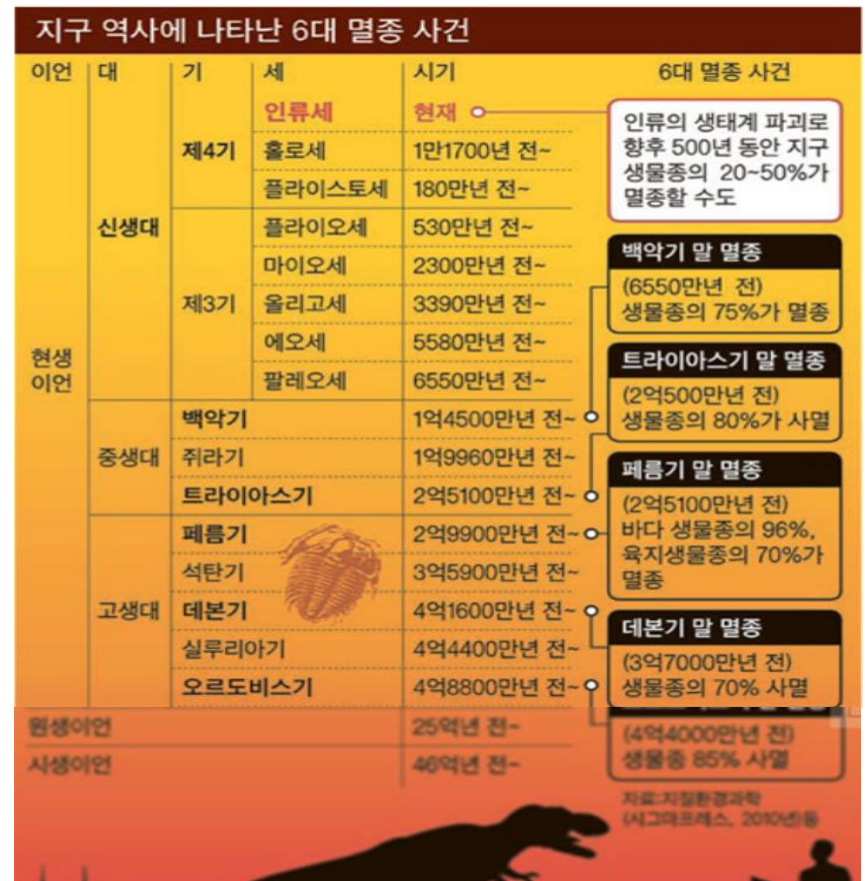 지구 역사에 나타난 6대 멸종 사건
이언 대 기 세 시기 6대 멸종 사건
인류세 현재
제4기 홀로세 1만1700년 전~
플라이스토세 180만년 전~
신생대 플라이오세 530만년 전~
마이오세 2300만년 전~
제3기 올리고세 3390만년 전~
에오세 5580만년 전~
현생
이언
팔레오세 6550만년 전~
백악기 1억4500만년 전~
중생대 쥐라기 1억9960만년 전~
트라이아스기 2억5100만년 전~
페름기 2억9900만년 전~
석탄기 3억5900만년 전~
고생대 데본기 4억1600만년 전~
실루리아기 4억4400만년 전~
오르도비스기 4억8800만년 전~
원생이언 25억년 전~
시생이언 46억년 전~
인류의 생태계 파괴로
향후 500년 동안 지구
생물종의 20~50%가
멸종할 수도
백악기 말 멸종
(6550만년 전)
생물종의 75%가 멸종
트라이아스기 말 멸종
(2억500만년 전)
생물종의 80%가 사멸
페름기 말 멸종
(2억5100만년 전)
바다 생물종의 96%,
육지생물종의 70%가
멸종
데본기 말 멸종
(3억7000만년 전)
생물종의 70% 사멸
(4억4000만년 전)
생물종 85% 사멸
자료:지질환경과학
(시그마프레스, 2010년)등